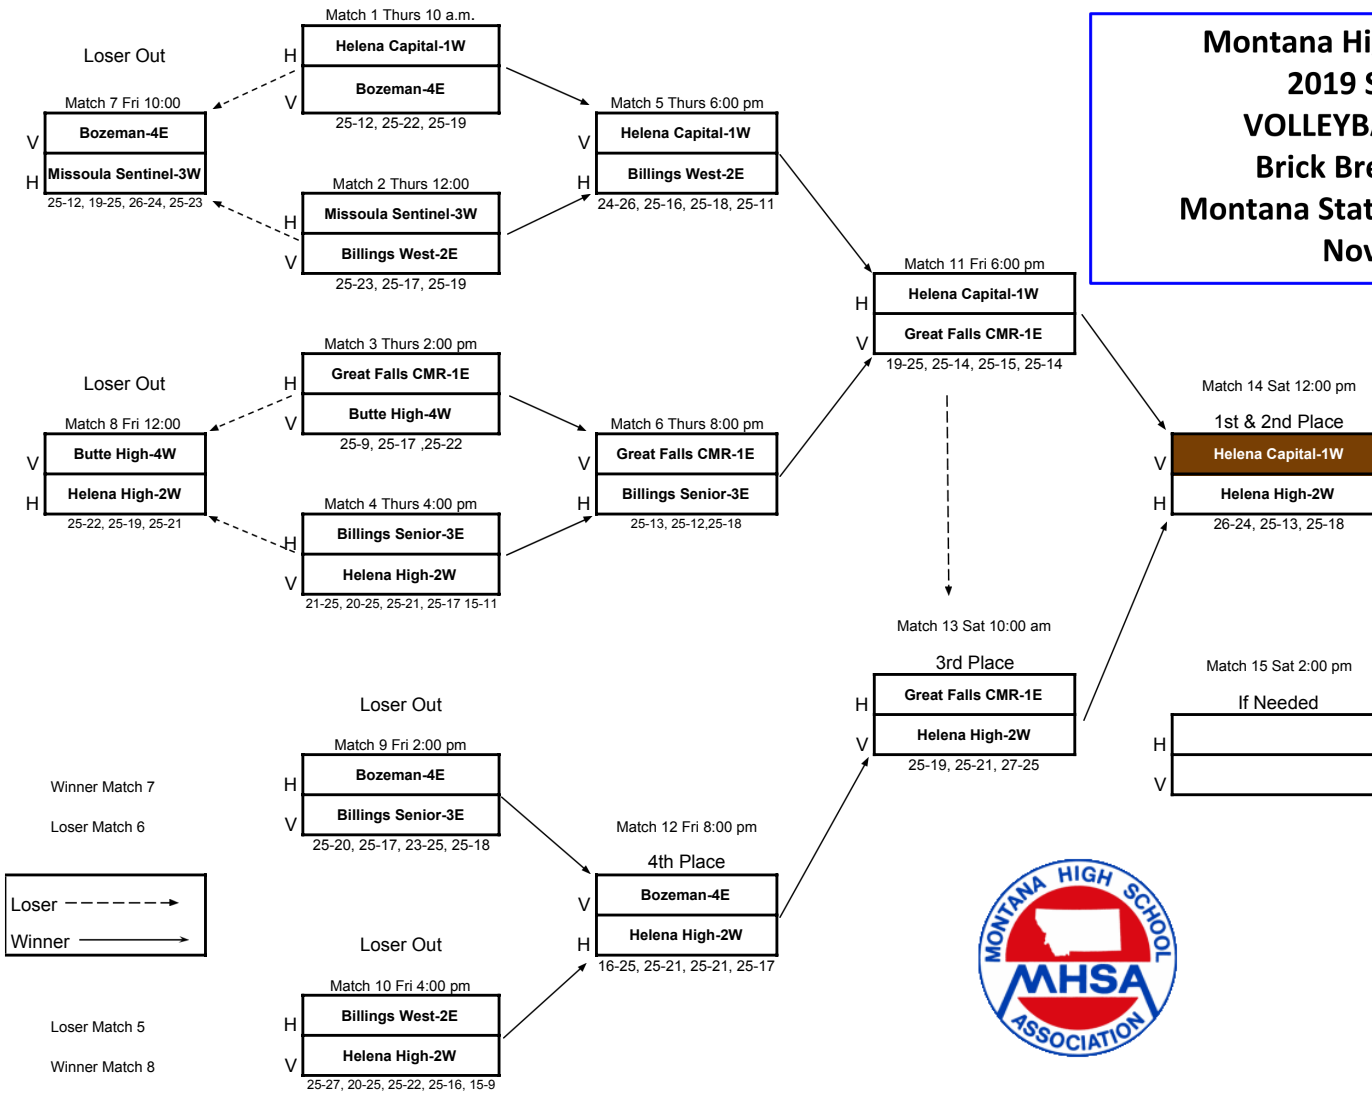 Montana Hi
2019 S
VOLLEYBA
Brick Bre
Montana Stat
Nov
Match 1 Thurs 10 a.m.
Loser Out
H
Helena Capital-1W
V
Bozeman-4E
25-12, 25-22, 25-19
Match 7 Fri 10:00
V
Bozeman-4E
H
Missoula Sentinel-3W
25-12, 19-25, 26-24, 25-23
Match 2 Thurs 12:00
H
Missoula Sentinel-3W
V
Billings West-2E
25-23, 25-17, 25-19
Match 5 Thurs 6:00 pm
V
Helena Capital-1W
H
Billings West-2E
24-26, 25-16, 25-18, 25-11
Match 11 Fri 6:00 pm
H
Helena Capital-1W
V
Great Falls CMR-1E
19-25, 25-14, 25-15, 25-14
Match 3 Thurs 2:00 pm
Loser Out
H
Great Falls CMR-1E
V
Butte High-4W
25-9, 25-17 ,25-22
Match 8 Fri 12:00
V
Butte High-4W
H
Helena High-2W
25-22, 25-19, 25-21
Match 4 Thurs 4:00 pm
H
Billings Senior-3E
V
Helena High-2W
21-25, 20-25, 25-21, 25-17 15-11
Match 6 Thurs 8:00 pm
V
Great Falls CMR-1E
H
Billings Senior-3E
25-13, 25-12,25-18
Match 14 Sat 12:00 pm
1st & 2nd Place
V
Helena Capital-1W
H
Helena High-2W
26-24, 25-13, 25-18
Match 13 Sat 10:00 am
3rd Place
H
Great Falls CMR-1E
V
Helena High-2W
25-19, 25-21, 27-25
Match 15 Sat 2:00 pm
If Needed
H
V
Loser Out
Match 9 Fri 2:00 pm
Winner Match 7
H
Bozeman-4E
Loser Match 6
V
Billings Senior-3E
25-20, 25-17, 23-25, 25-18
Match 12 Fri 8:00 pm
4th Place
V
Bozeman-4E
H
Helena High-2W
16-25, 25-21, 25-21, 25-17
Loser
Winner
Loser Out
Match 10 Fri 4:00 pm
Loser Match 5
H
Billings West-2E
Winner Match 8
V
Helena High-2W
25-27, 20-25, 25-22, 25-16, 15-9
MONTANA HIGH SCHOOL
MHSA
ASSOCIATION